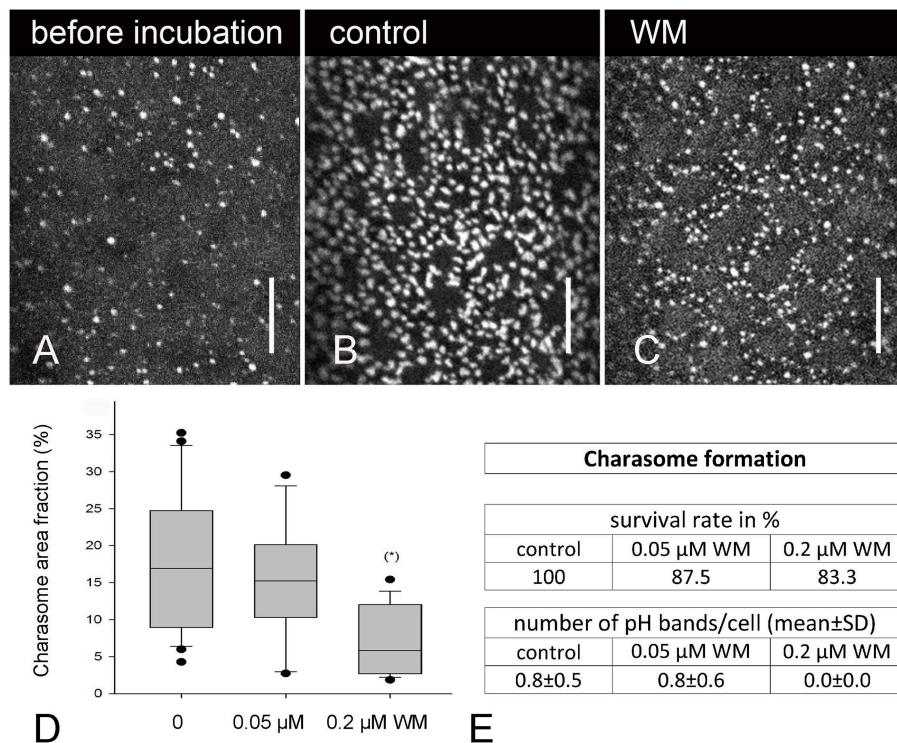 before incubation
control
WM
A
B
C
Charasome area fraction (%)
35
30
25
20
15
10
5
0
(*)
0
0.05 µM
0.2 µM WM
D
Charasome formation
survival rate in %
control 0.05 µM WM 0.2 µM WM
100 87.5 83.3
number of pH bands/cell (mean±SD)
control 0.05 µM WM 0.2 µM WM
0.8±0.5 0.8±0.6 0.0±0.0
E